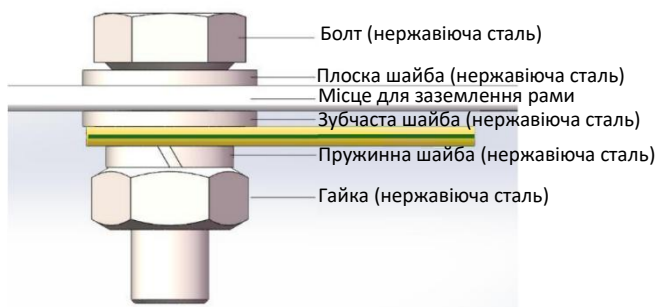 Болт (нержавіюча сталь)
Плоска шайба (нержавіюча сталь)
Місце для заземлення рами
Зубчаста шайба (нержавіюча сталь)
Пружинна шайба (нержавіюча сталь)
Гайка (нержавіюча сталь)